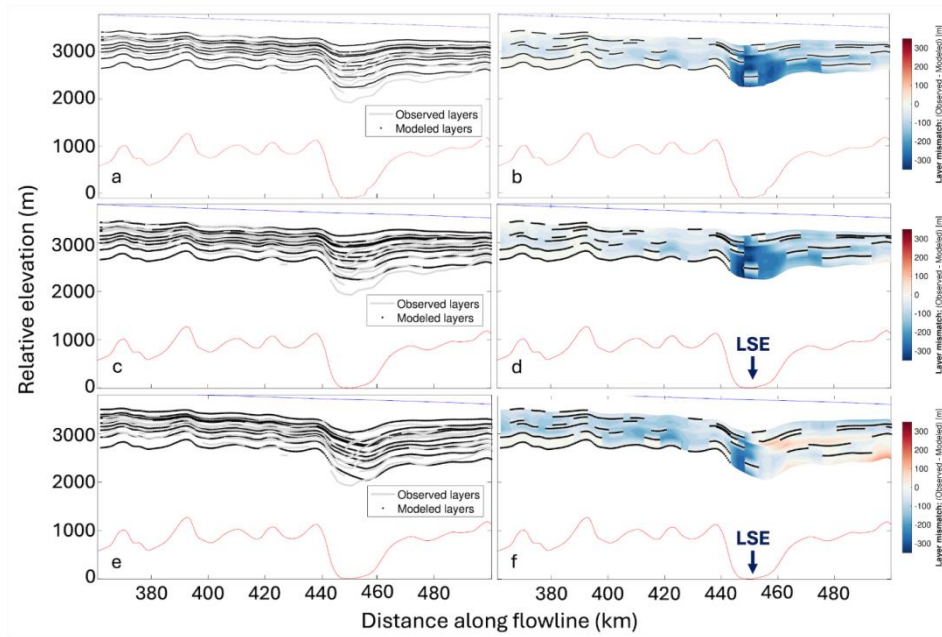 3000
2000
1000
0
Observed layers
Modeled layers
a
b
300
200
100
0
-100
-200
-300
Layer mismatch: (Observed - Modeled) [m]
Relative elevation (m)
3000
2000
1000
0
Observed layers
Modeled layers
c
d
LSE
300
200
100
0
-100
-200
-300
Layer mismatch: (Observed - Modeled) [m]
3000
2000
1000
0
Observed layers
Modeled layers
e
f
LSE
300
200
100
0
-100
-200
-300
Layer mismatch: (Observed - Modeled) [m]
380 400 420 440 460 480
380 400 420 440 460 480
Distance along flowline (km)